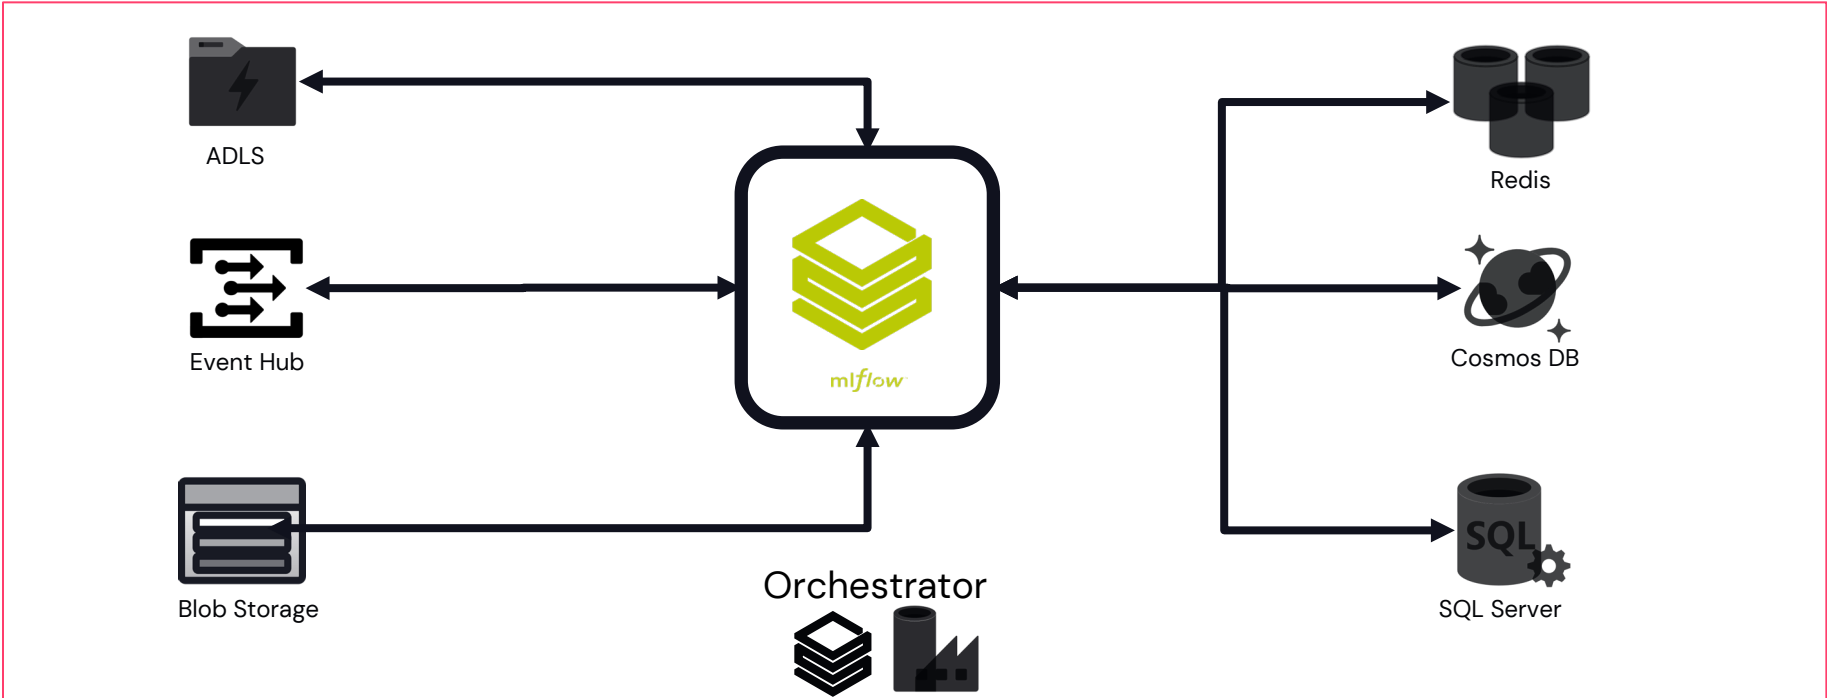 ADLS
Redis
Event Hub
mlflow
Cosmos DB
Blob Storage
Orchestrator
SQL
SQL Server